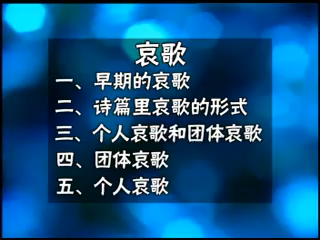 哀歌
一、早期的哀歌
二、诗篇里哀歌的形式
三、个人哀歌和团体哀歌
四、团体哀歌
五、个人哀歌